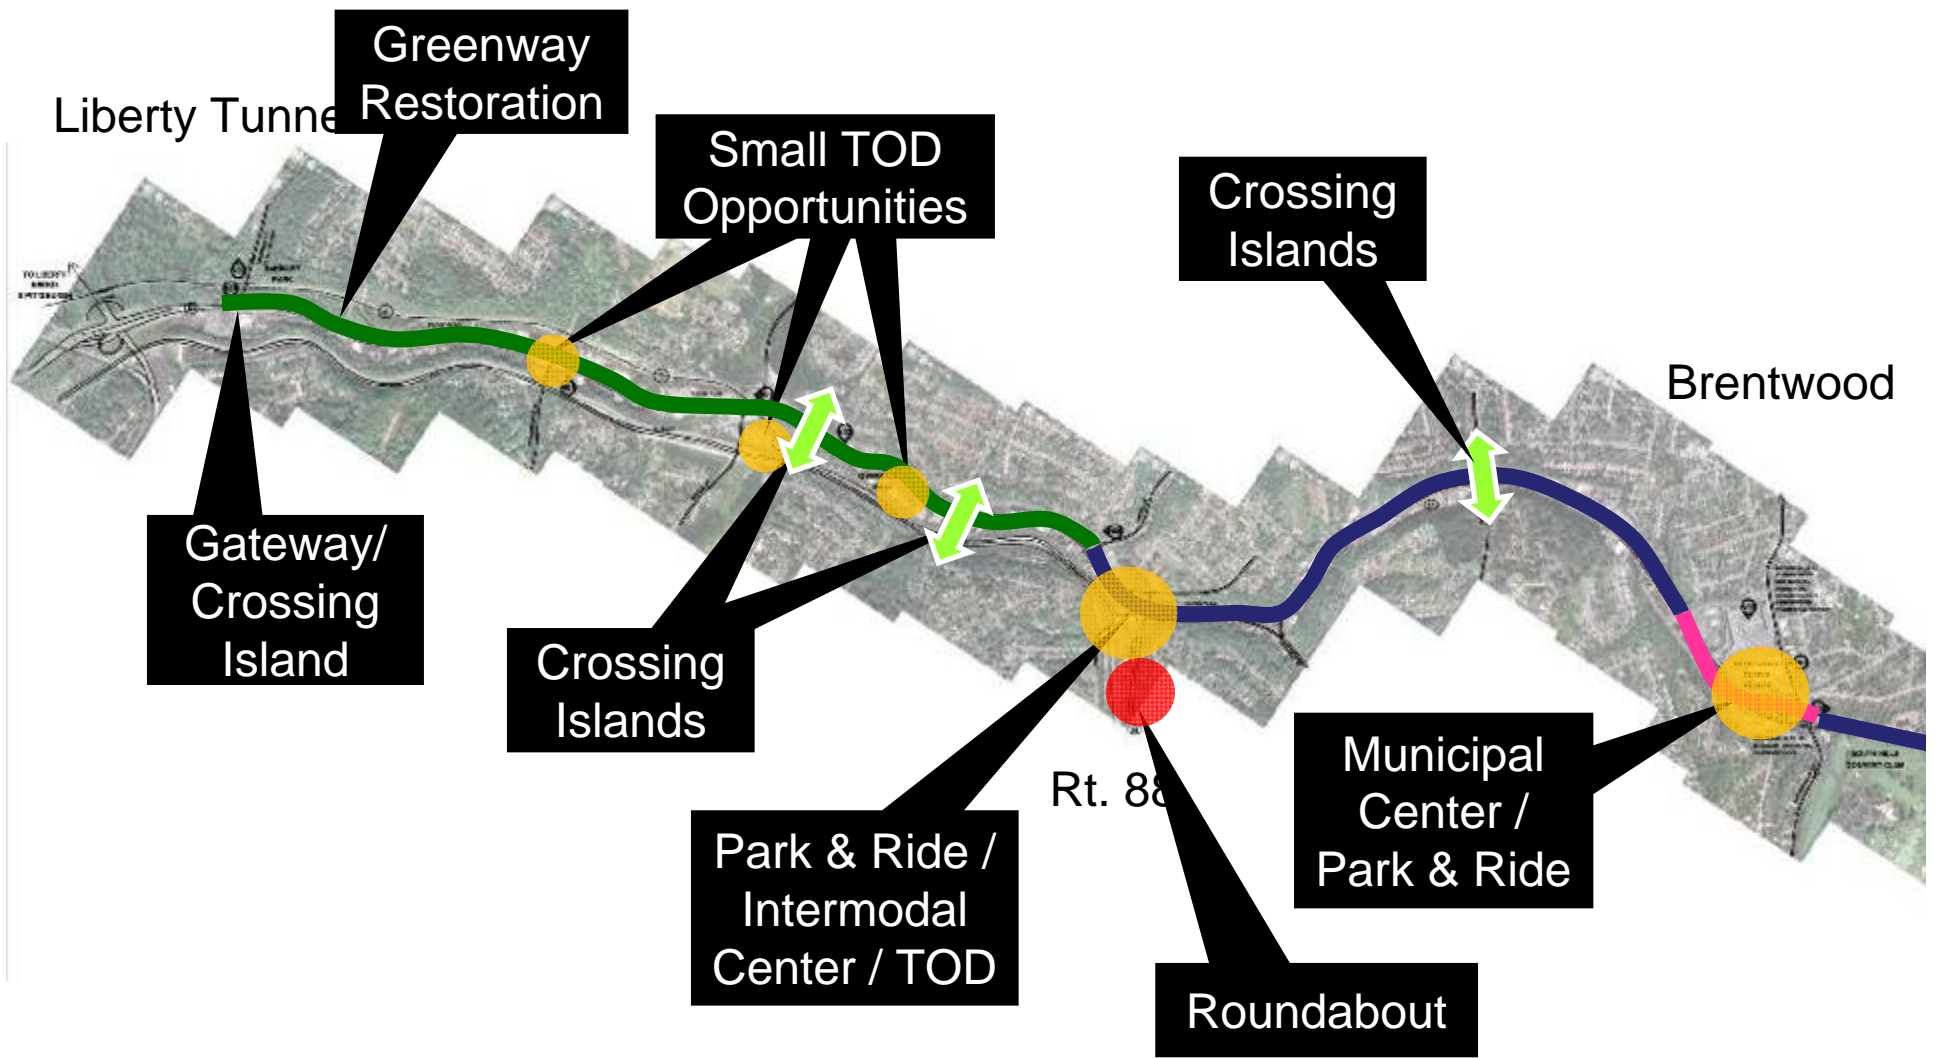 Greenway
Restoration
Liberty Tunne
Small TOD
Opportunities
Crossing
Islands
Brentwood
Gateway/
Crossing
Island
Crossing
Islands
Rt. 88
Municipal
Center /
Park & Ride
Park & Ride /
Intermodal
Center / TOD
Roundabout